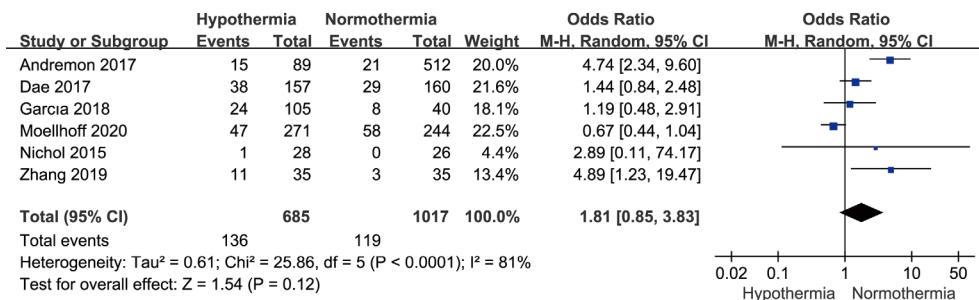 Hypothermia Normothermia Odds Ratio Odds Ratio
Study or Subgroup Events Total Events Total Weight M-H, Random, 95% CI M-H, Random, 95% CI
Andremon 2017 15 89 21 512 20.0% 4.74 [2.34, 9.60]
Dae 2017 38 157 29 160 21.6% 1.44 [0.84, 2.48]
Garcıa 2018 24 105 8 40 18.1% 1.19 [0.48, 2.91]
Moellhoff 2020 47 271 58 244 22.5% 0.67 [0.44, 1.04]
Nichol 2015 1 28 0 26 4.4% 2.89 [0.11, 74.17]
Zhang 2019 11 35 3 35 13.4% 4.89 [1.23, 19.47]
Total (95% CI) 685 1017 100.0% 1.81 [0.85, 3.83]
Total events 136 119
Heterogeneity: Tau² = 0.61; Chi² = 25.86, df = 5 (P < 0.0001); I² = 81%
Test for overall effect: Z = 1.54 (P = 0.12)
0.02 0.1 1 10 50
Hypothermia Normothermia